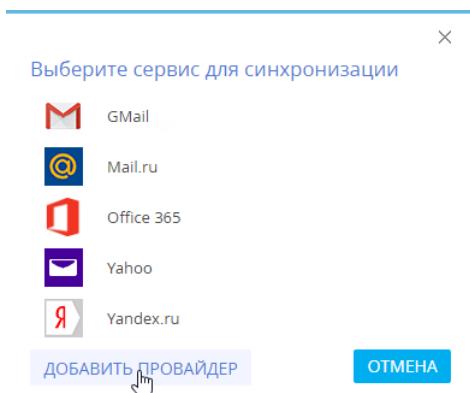 Выберите сервис для синхронизации
GMail
Mail.ru
Office 365
Yahoo
Yandex.ru
ДОБАВИТЬ ПРОВАЙДЕР
ОТМЕНА